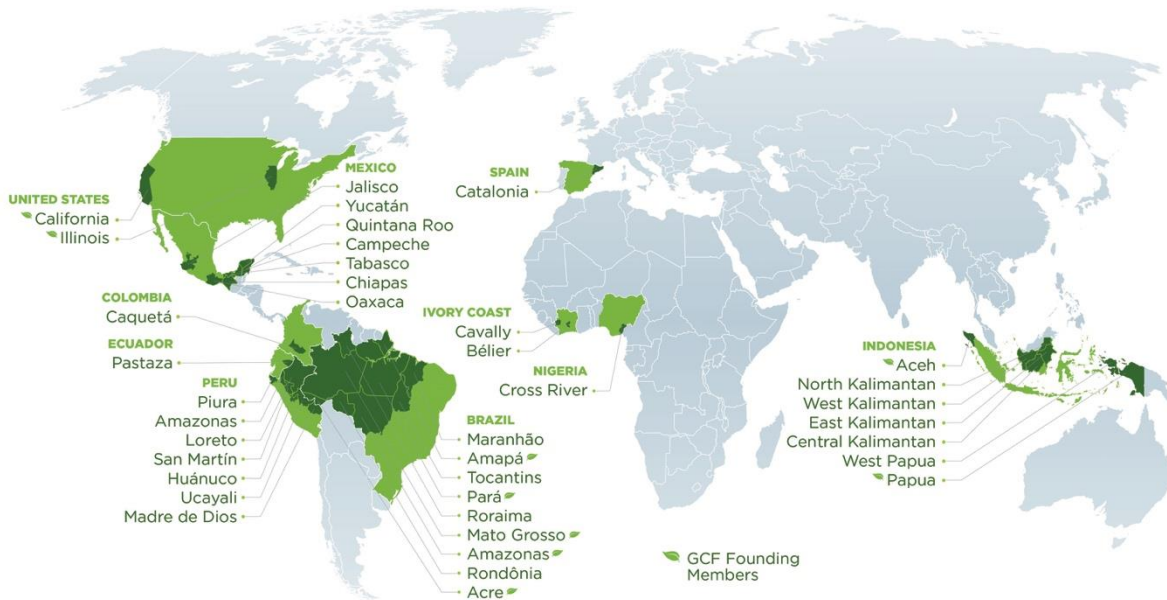 UNITED STATES
California
Illinois
MEXICO
Jalisco
Yucatán
Quintana Roo
Campeche
Tabasco
Chiapas
Oaxaca
COLOMBIA
Caquetá
ECUADOR
Pastaza
PERU
Piura
Amazonas
Loreto
San Martín
Huánuco
Ucayali
Madre de Dios
BRAZIL
Maranhão
Amapá
Tocantins
Pará
Roraima
Mato Grosso
Amazonas
Rondônia
Acre
SPAIN
Catalonia
IVORY COAST
Cavally
Bélier
NIGERIA
Cross River
INDONESIA
Aceh
North Kalimantan
West Kalimantan
East Kalimantan
Central Kalimantan
West Papua
Papua
GCF Founding
Members